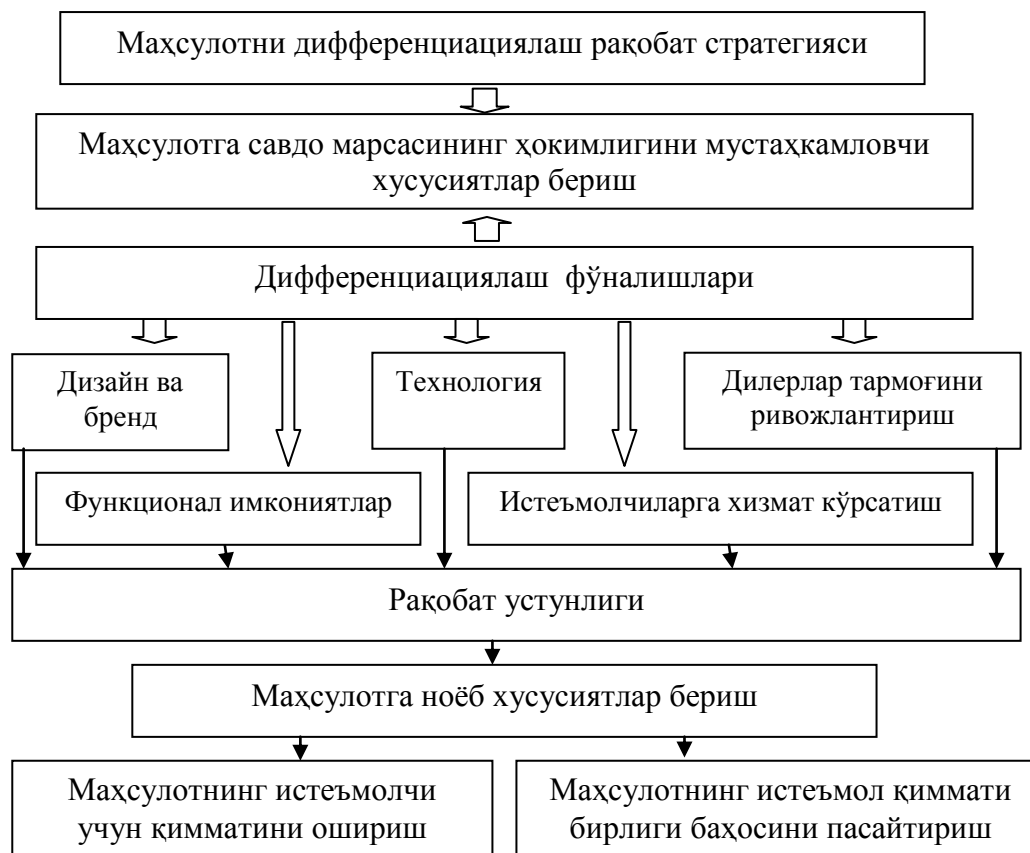 Маҳсулотни дифференциациялаш рақобат стратегияси
Маҳсулотга савдо марсасининг ҳокимлигини мустаҳкамловчи
хусусиятлар бериш
Дифференциациялаш фўналишлари
Дизайн ва
бренд
Технология
Дилерлар тармоғини
ривожлантириш
Функционал имкониятлар
Истеъмолчиларга хизмат кўрсатиш
Рақобат устунлиги
Маҳсулотга ноёб хусусиятлар бериш
Маҳсулотнинг истеъмолчи
учун қимматини ошириш
Маҳсулотнинг истеъмол қиммати
бирлиги баҳосини пасайтириш